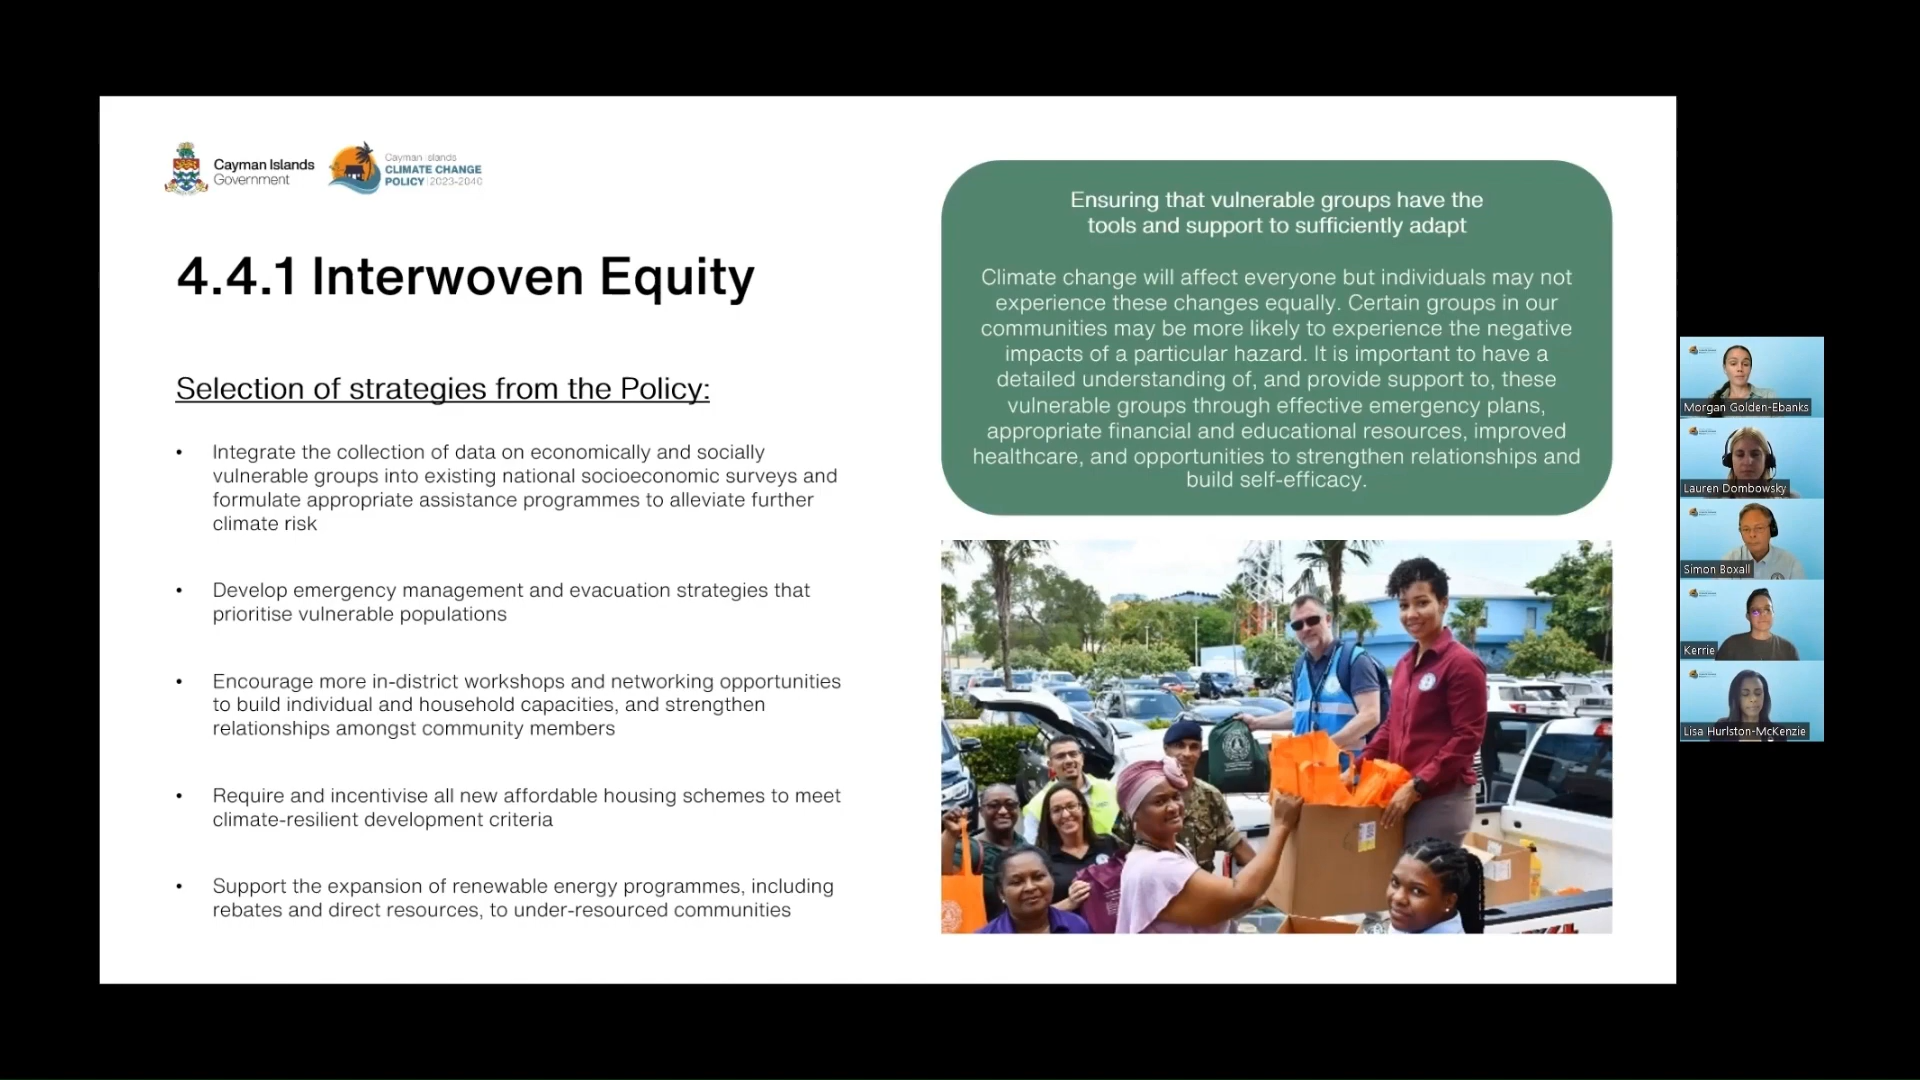 Cayman Islands
Government
Cayman Islands
CLIMATE CHANGE
POLICY | 2023-2040
4.4.1 Interwoven Equity
Selection of strategies from the Policy:
• Integrate the collection of data on economically and socially
vulnerable groups into existing national socioeconomic surveys and
formulate appropriate assistance programmes to alleviate further
climate risk
• Develop emergency management and evacuation strategies that
prioritise vulnerable populations
• Encourage more in-district workshops and networking opportunities
to build individual and household capacities, and strengthen
relationships amongst community members
• Require and incentivise all new affordable housing schemes to meet
climate-resilient development criteria
• Support the expansion of renewable energy programmes, including
rebates and direct resources, to under-resourced communities
Ensuring that vulnerable groups have the
tools and support to sufficiently adapt
Climate change will affect everyone but individuals may not
experience these changes equally. Certain groups in our
communities may be more likely to experience the negative
impacts of a particular hazard. It is important to have a
detailed understanding of, and provide support to, these
vulnerable groups through effective emergency plans,
appropriate financial and educational resources, improved
healthcare, and opportunities to strengthen relationships and
build self-efficacy.
Morgan Golden-Ebanks
Lauren Dombowsky
Simon Boxall
Kerrie
Lisa Hurlston-McKenzie